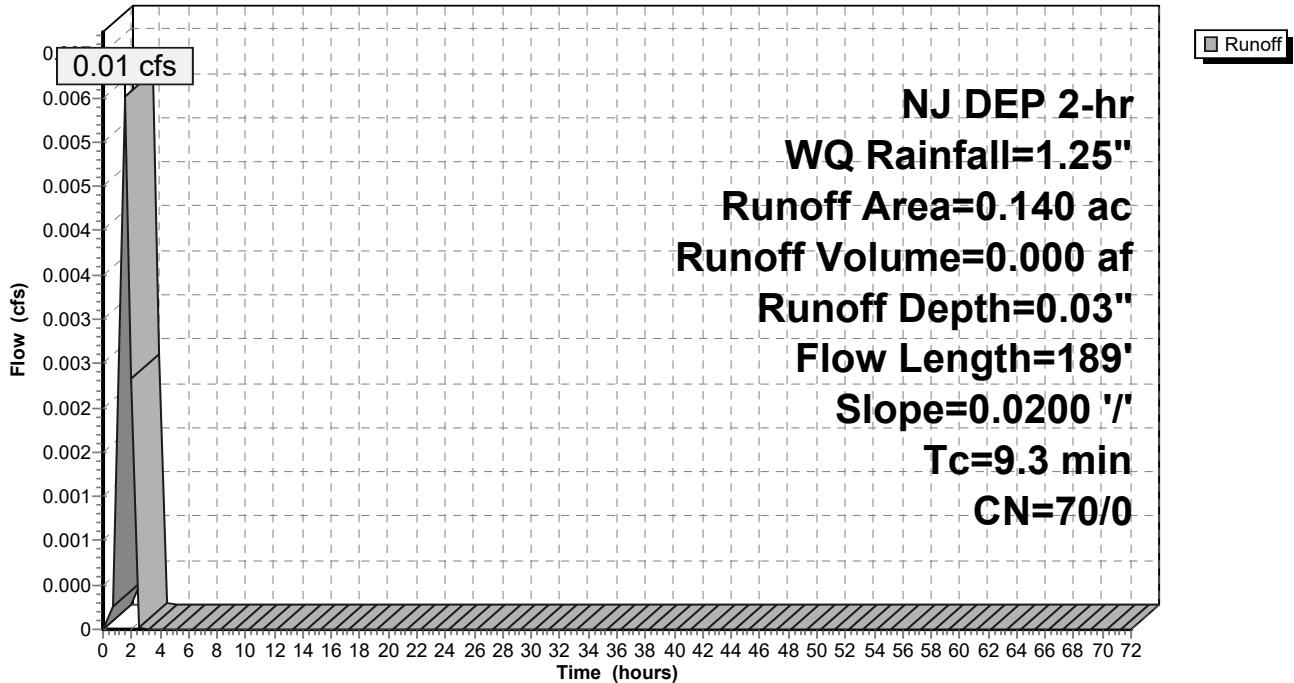 Runoff
0.01 cfs
0.006
0.005
0.005
0.004
0.004
0.003
0.003
0.002
0.002
0.001
0.001
0.000
0
Flow (cfs)
NJ DEP 2-hr
WQ Rainfall=1.25"
Runoff Area=0.140 ac
Runoff Volume=0.000 af
Runoff Depth=0.03"
Flow Length=189'
Slope=0.0200 '/'
Tc=9.3 min
CN=70/0
0 2 4 6 8 10 12 14 16 18 20 22 24 26 28 30 32 34 36 38 40 42 44 46 48 50 52 54 56 58 60 62 64 66 68 70 72
Time (hours)